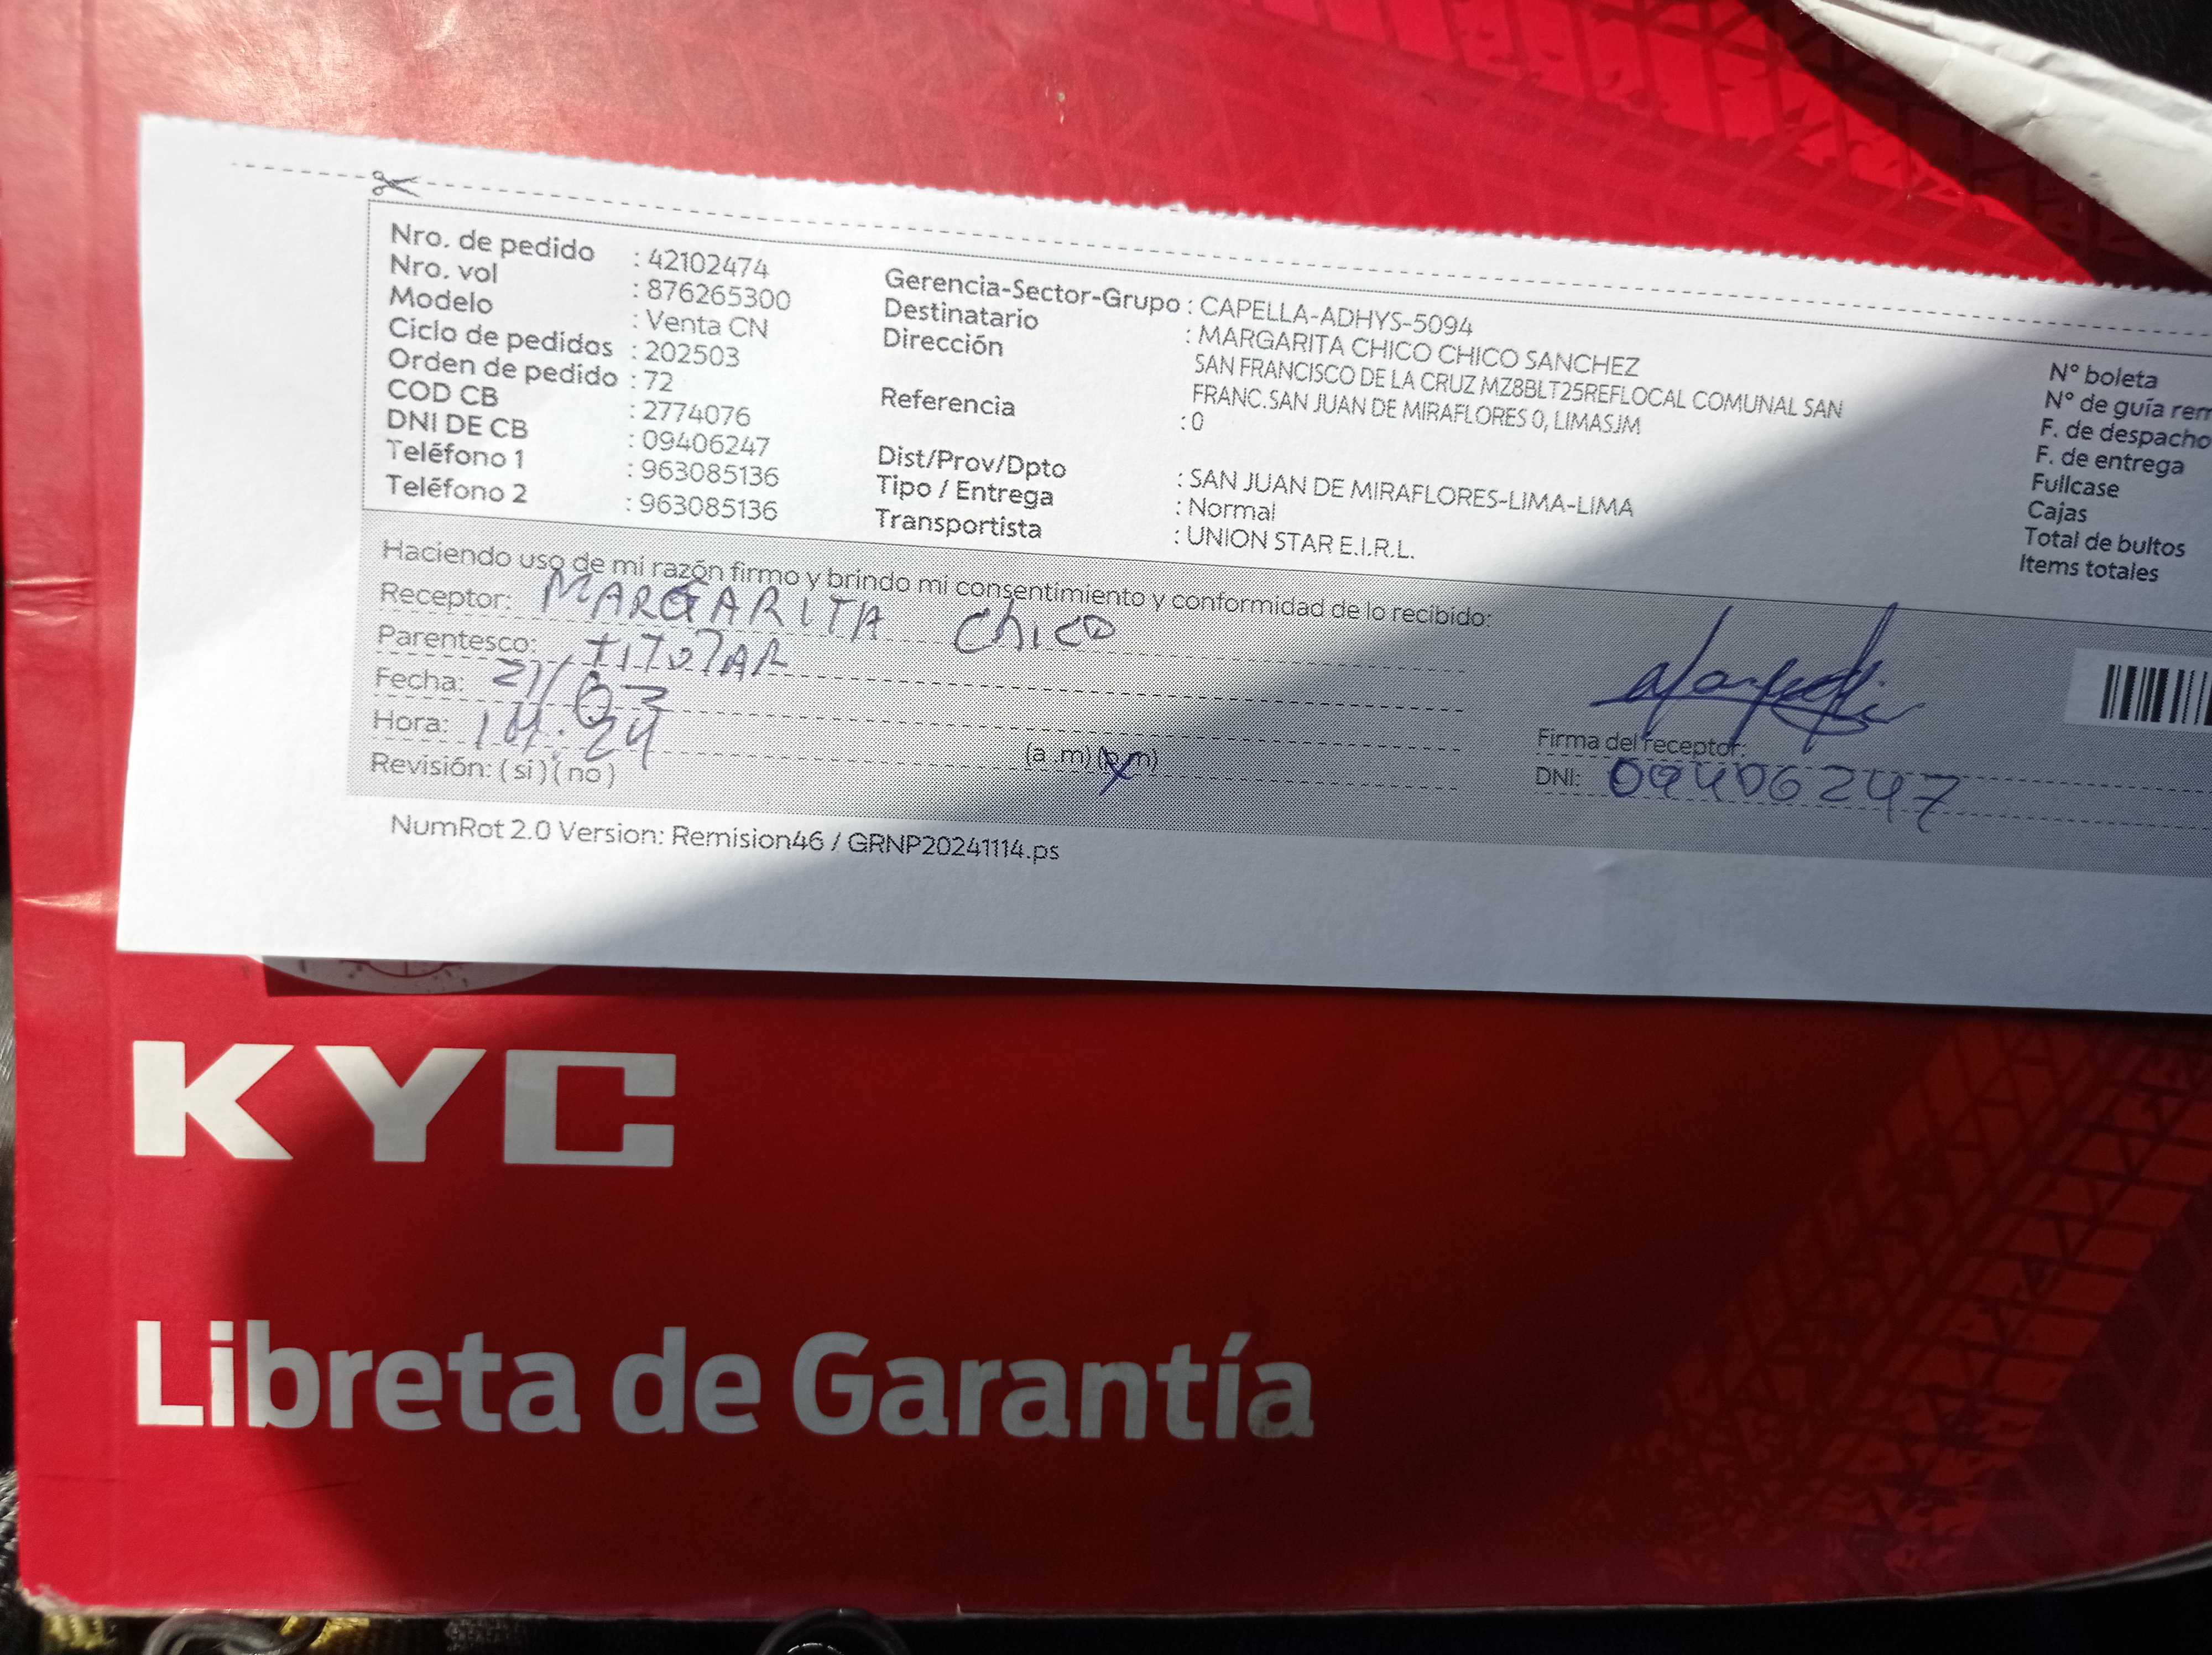 Nro. de pedido : 42102474
Nro. vol : 876265300
Modelo : Venta CN
Ciclo de pedidos : 202503
Orden de pedido : 72
COD CB : 2774076
DNI DE CB : 09406247
Teléfono 1 : 963085136
Teléfono 2 : 963085136
Gerencia-Sector-Grupo : CAPELLA-ADHYS-5094
Destinatario : MARGARITA CHICO CHICO SANCHEZ
Dirección SAN FRANCISCO DE LA CRUZ MZ8BLT25REFLOCAL COMUNAL SAN
FRANC.SAN JUAN DE MIRAFLORES 0, LIMASJM
Referencia : 0
Dist/Prov/Dpto : SAN JUAN DE MIRAFLORES-LIMA-LIMA
Tipo / Entrega : Normal
Transportista : UNION STAR E.I.R.L.
N° boleta
N° de guía rem
F. de despacho
F. de entrega
Fullcase
Cajas
Total de bultos
Items totales
Haciendo uso de mi razón firmo y brindo mi consentimiento y conformidad de lo recibido:
Receptor: MARGARITA Chico
Parentesco: TITULAR
Fecha: 21/03
Hora: 14:24 (a.m)(p.m)
Revisión: (si)(no)
Firma del receptor:
DNI: 09406247
NumRot 2.0 Version: Remision46 / GRNP20241114.ps
KYC
Libreta de Garantía